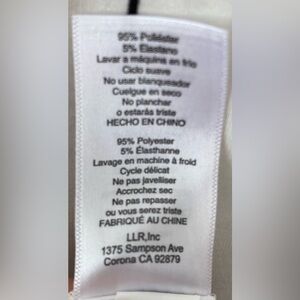 95% Poliéster
5% Elastano
Lavar a máquina en frío
Ciclo suave
No usar blanqueador
Cuelgue en seco
No planchar
o estarás triste
HECHO EN CHINO
95% Polyester
5% Élasthanne
Lavage en machine à froid
Cycle délicat
Ne pas javelliser
Accrochez sec
Ne pas repasser
ou vous serez triste
FABRIQUÉ AU CHINE
LLR,Inc
1375 Sampson Ave
Corona CA 92879